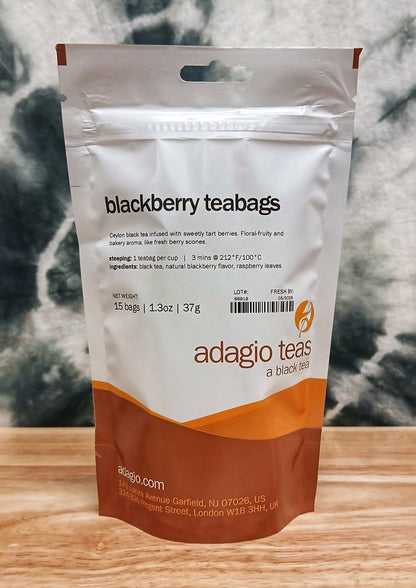 blackberry teabags
Ceylon black tea infused with sweetly tart berries. Floral-fruity and
bakery aroma, like fresh berry scones.
steeping: 1 teabag per cup | 3 mins @ 212°F/100°C
ingredients: black tea, natural blackberry flavor, raspberry leaves
NET WEIGHT:
15 bags | 1.3oz | 37g
LOT#: FRESH BY:
86918 05/2028
adagio teas
a black tea
adagio.com
Avenue Garfield, NJ 07026, US
Regent Street, London W1B 3HH, UK